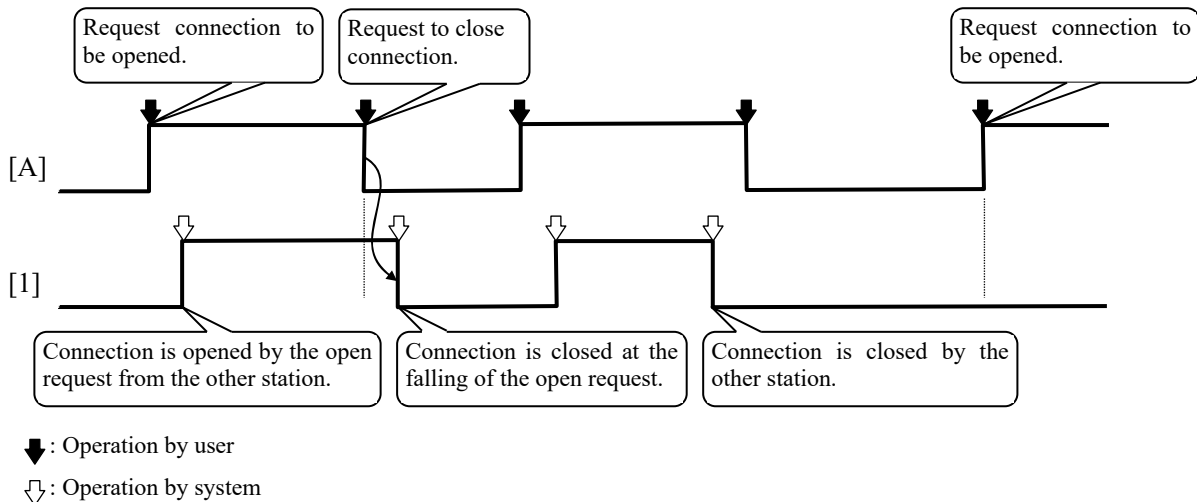 Request connection to
be opened.
Request to close
connection.
Request connection to
be opened.
[A]
[1]
Connection is opened by the open
request from the other station.
Connection is closed at the
falling of the open request.
Connection is closed by the
other station.
: Operation by user
: Operation by system